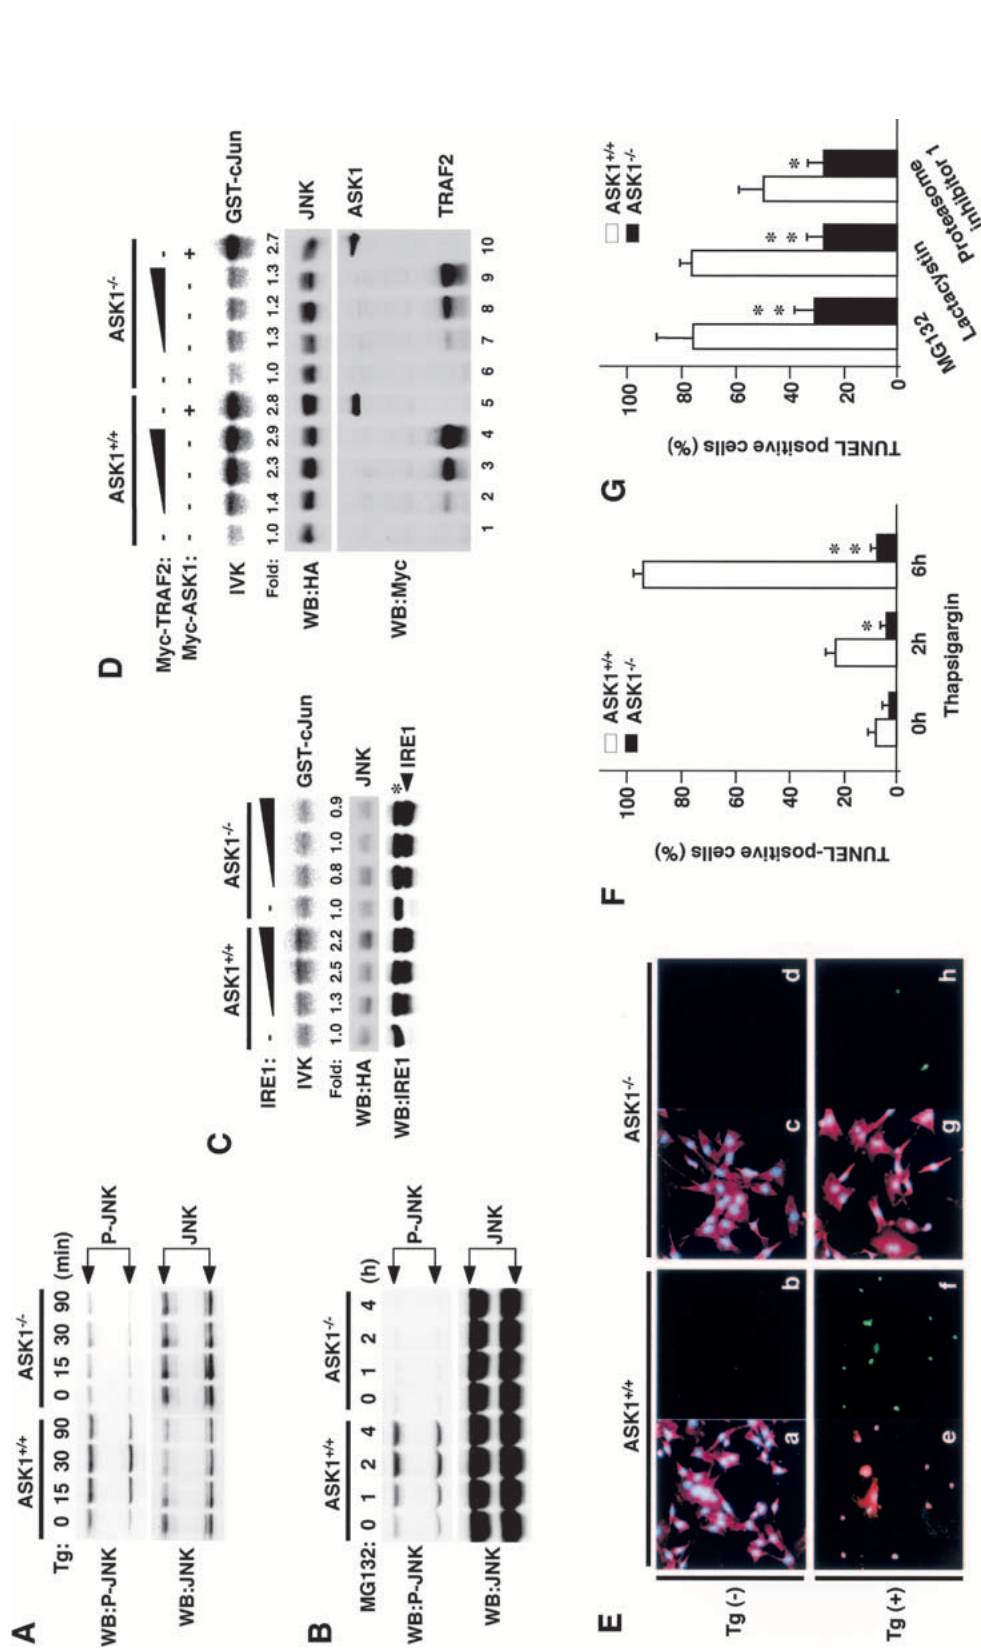 A
Tg:
ASK1+/+
ASK1-/-
0 15 30 90 0 15 30 90 (min)
WB:P-JNK
P-JNK
WB:JNK
JNK
B
MG132:
ASK1+/+
ASK1-/-
0 1 2 4 0 1 2 4 (h)
WB:P-JNK
P-JNK
WB:JNK
JNK
C
ASK1+/+
ASK1-/-
IRE1: - -
IVK
GST-cJun
Fold: 1.0 1.3 2.5 2.2 1.0 0.8 1.0 0.9
WB:HA
JNK
WB:IRE1
*
IRE1
D
ASK1+/+
ASK1-/-
Myc-TRAF2: - - - -
Myc-ASK1: - - - - + - - - - +
IVK
GST-cJun
Fold: 1.0 1.4 2.3 2.9 2.8 1.0 1.3 1.2 1.3 2.7
WB:HA
JNK
WB:Myc
ASK1
TRAF2
1 2 3 4 5 6 7 8 9 10
E
ASK1+/+
ASK1-/-
Tg (-)
a
b
c
d
Tg (+)
e
f
g
h
F
TUNEL-positive cells (%)
100
80
60
40
20
0
ASK1+/+
ASK1-/-
*
* *
0h 2h 6h
Thapsigargin
G
TUNEL positive cells (%)
100
80
60
40
20
0
ASK1+/+
ASK1-/-
* *
* *
*
MG132
Lactacystin
Proteasome
inhibitor 1